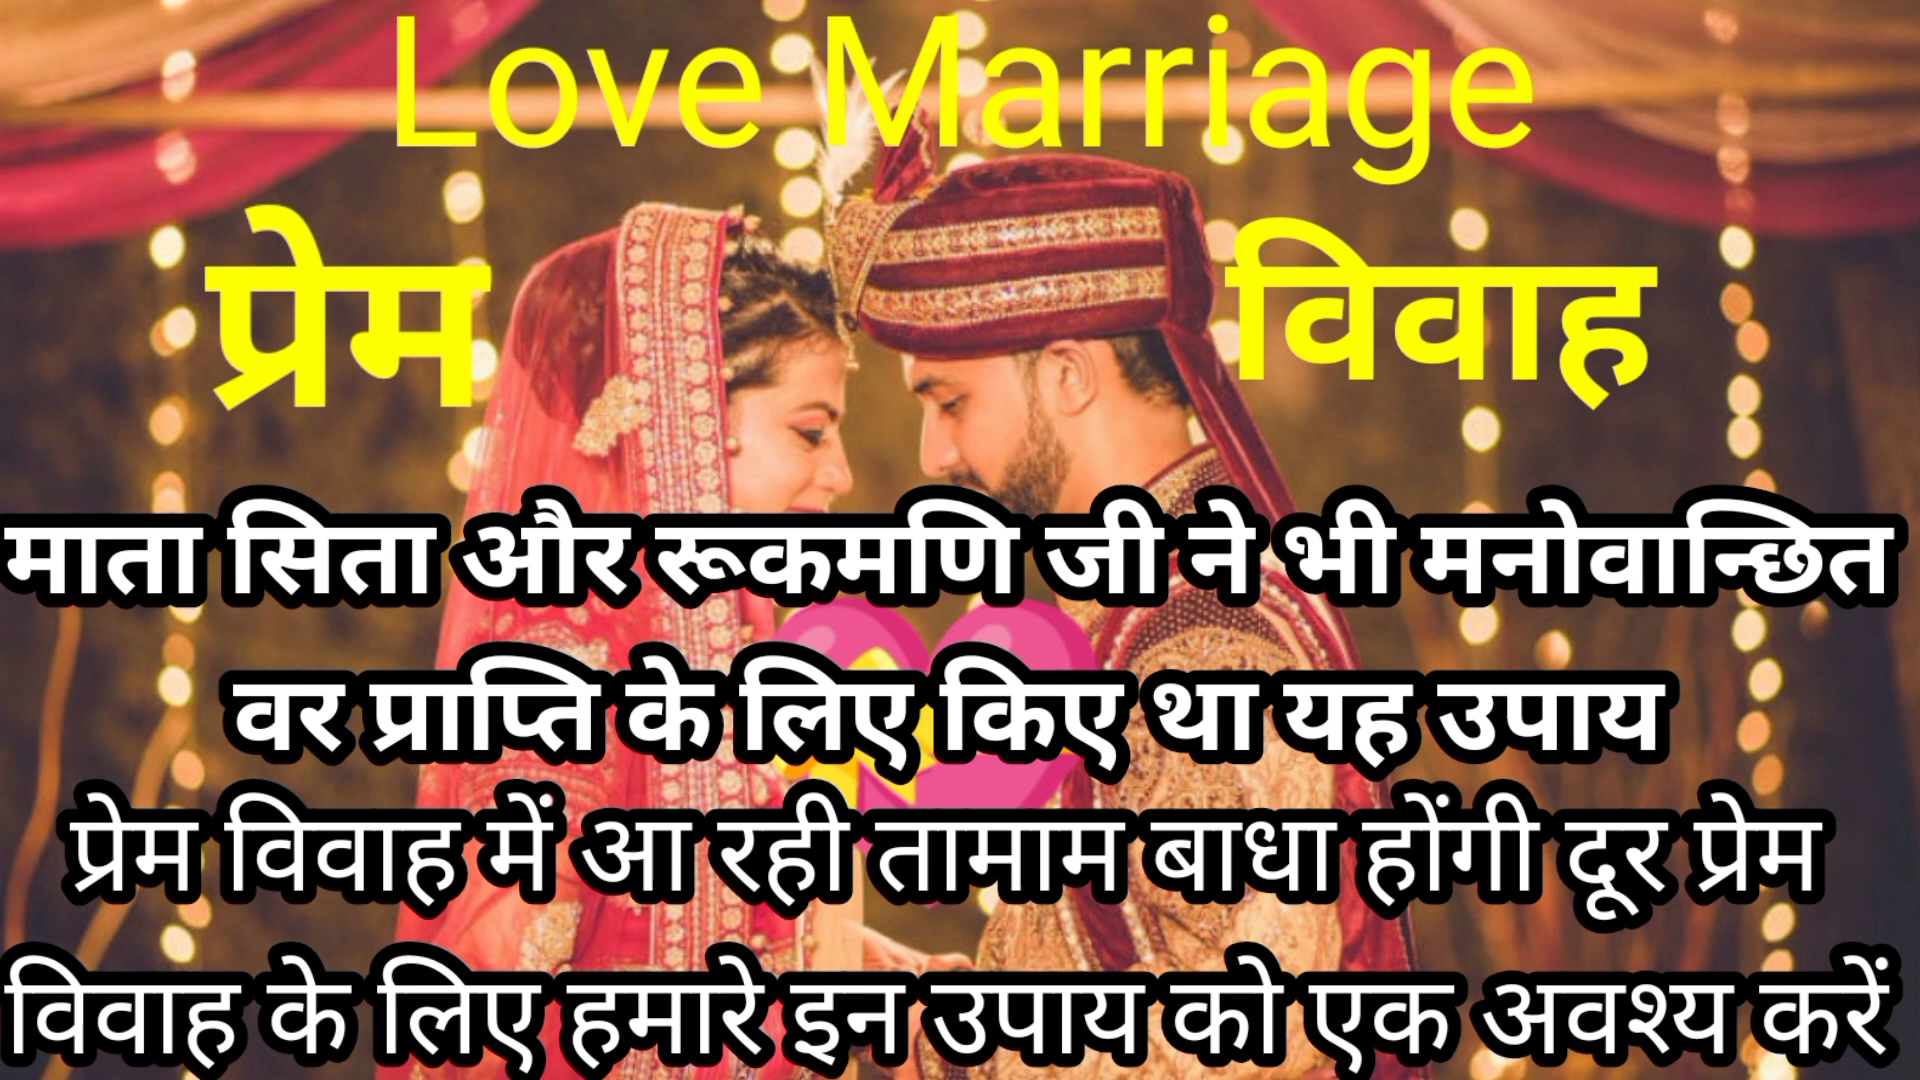 Love Marriage
प्रेम विवाह
माता सिता और रूकमणि जी ने भी मनोवान्छित
वर प्राप्ति के लिए किए था यह उपाय
प्रेम विवाह में आ रही तामाम बाधा होंगी दूर प्रेम
विवाह के लिए हमारे इन उपाय को एक अवश्य करें